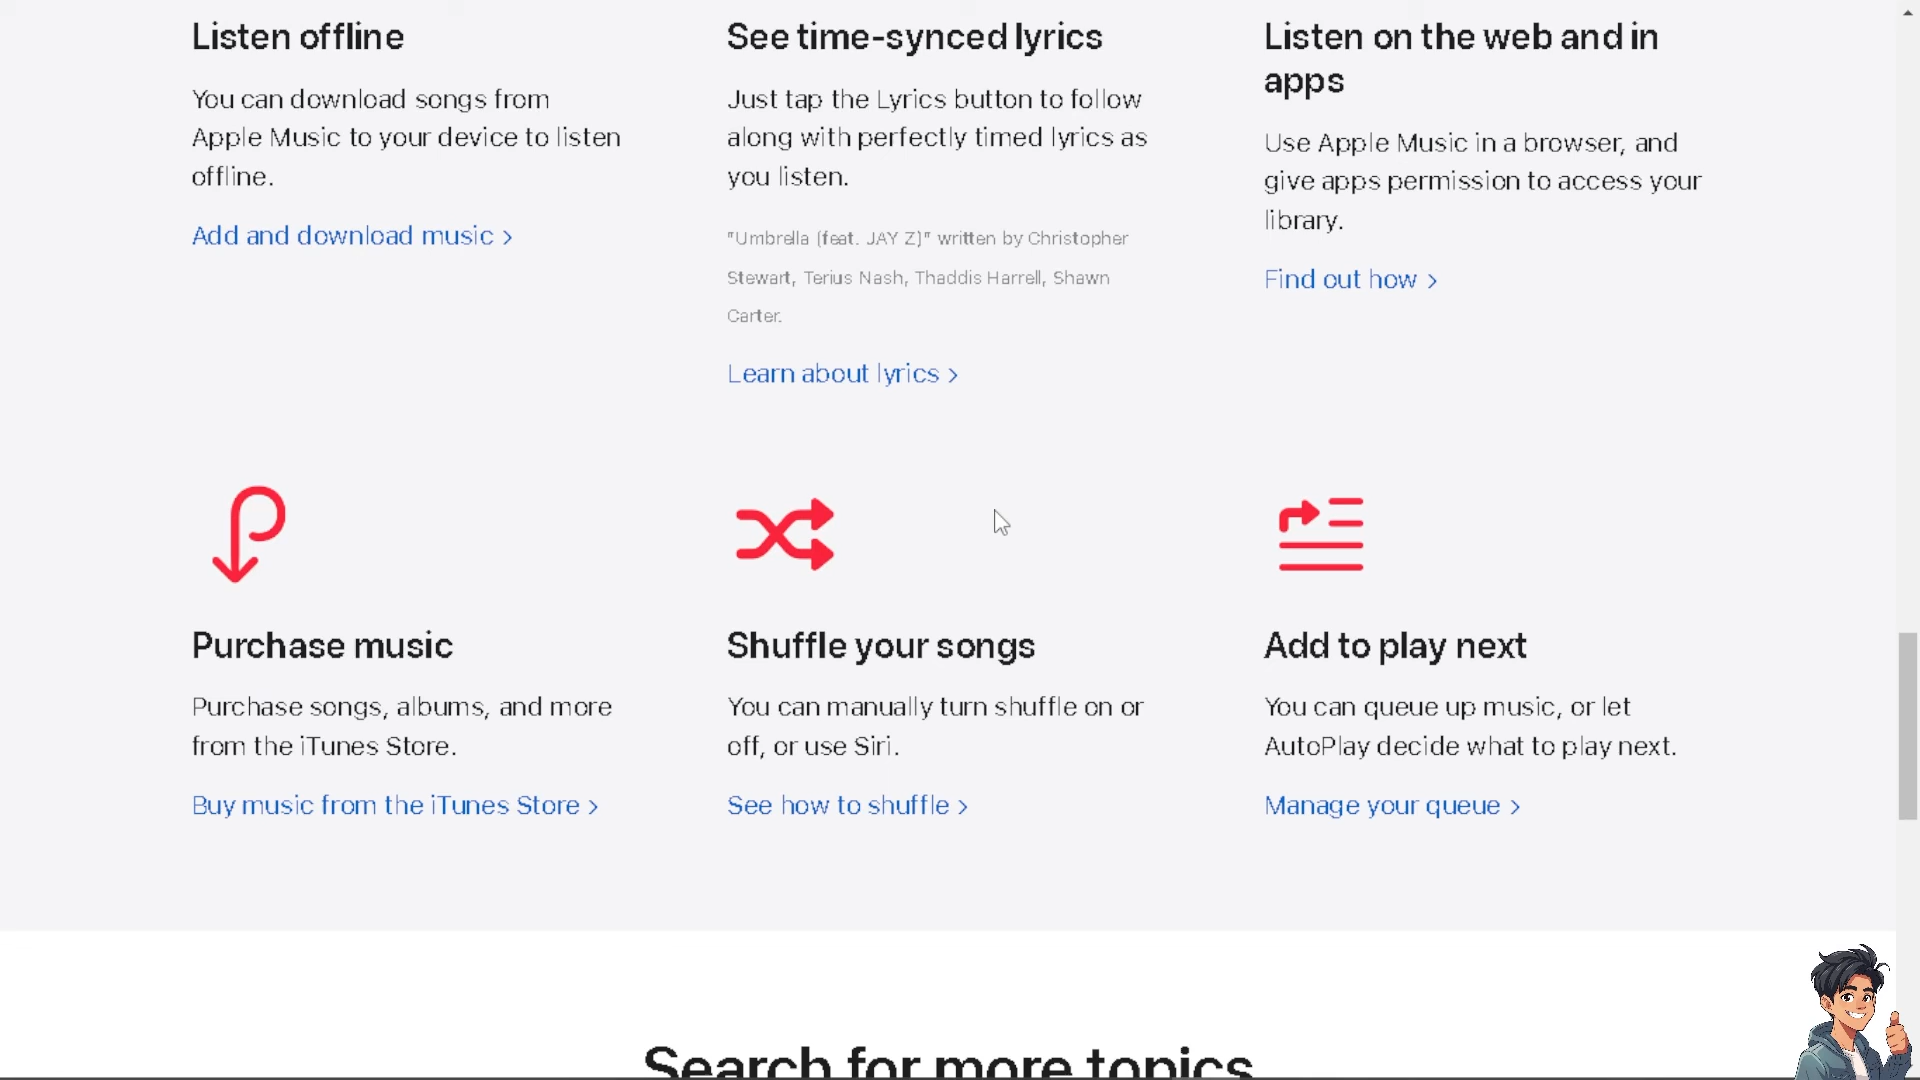 Listen offline
You can download songs from
Apple Music to your device to listen
offline.
Add and download music >
See time-synced lyrics
Just tap the Lyrics button to follow
along with perfectly timed lyrics as
you listen.
"Umbrella (feat. JAY Z)" written by Christopher
Stewart, Terius Nash, Thaddis Harrell, Shawn
Carter.
Learn about lyrics >
Listen on the web and in
apps
Use Apple Music in a browser, and
give apps permission to access your
library.
Find out how >
Purchase music
Purchase songs, albums, and more
from the iTunes Store.
Buy music from the iTunes Store >
Shuffle your songs
You can manually turn shuffle on or
off, or use Siri.
See how to shuffle >
Add to play next
You can queue up music, or let
AutoPlay decide what to play next.
Manage your queue >
Search for more topics